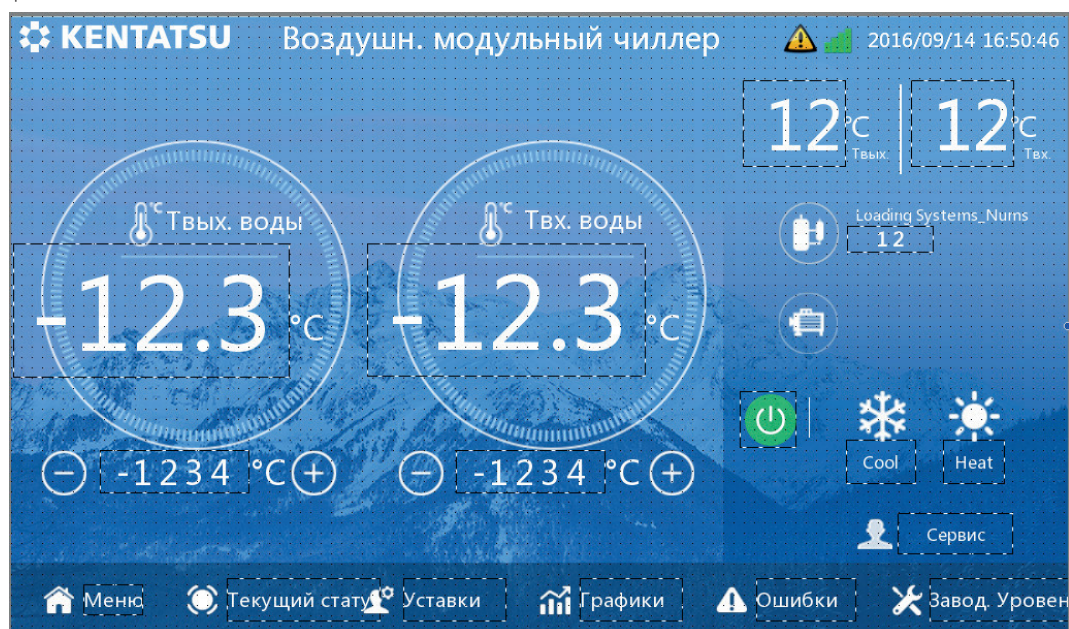 KENTATSU Воздушн. модульный чиллер 2016/09/14 16:50:46
12 °C Твых. 12 °C Твх.
°C Твых. воды
°C Твх. воды
Loading Systems_Nums
12
-12.3 °C
-12.3 °C
-1234 °C
-1234 °C
Cool Heat
Сервис
Меню Текущий стату Уставки Графики Ошибки Завод. Уровен